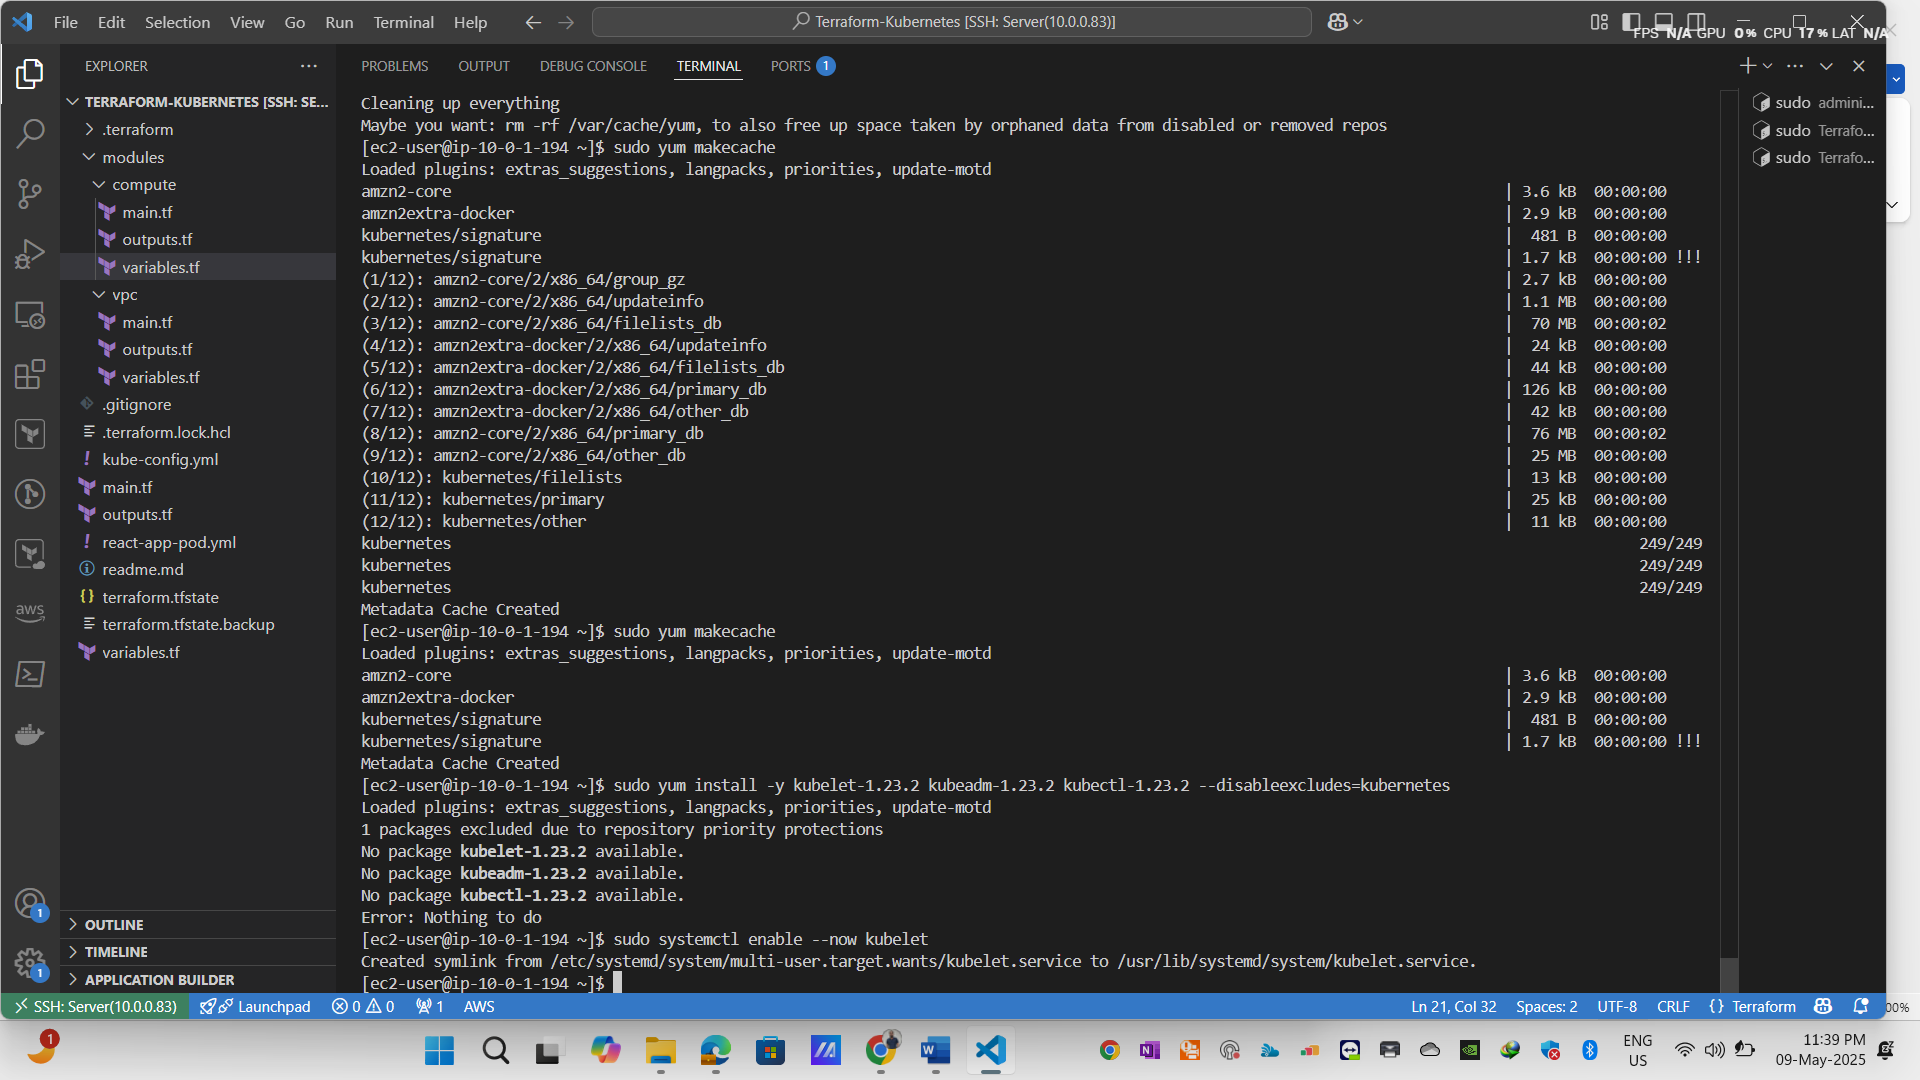 File Edit Selection View Go Run Terminal Help
Terraform-Kubernetes [SSH: Server(10.0.0.83)]
FPS N/A GPU 0% CPU 17% LAT N/A
EXPLORER
TERRAFORM-KUBERNETES [SSH: SE...
.terraform
modules
compute
main.tf
outputs.tf
variables.tf
vpc
main.tf
outputs.tf
variables.tf
.gitignore
.terraform.lock.hcl
kube-config.yml
main.tf
outputs.tf
react-app-pod.yml
readme.md
terraform.tfstate
terraform.tfstate.backup
variables.tf
OUTLINE
TIMELINE
APPLICATION BUILDER
aws
1
1
PROBLEMS OUTPUT DEBUG CONSOLE TERMINAL PORTS 1
Cleaning up everything
Maybe you want: rm -rf /var/cache/yum, to also free up space taken by orphaned data from disabled or removed repos
[ec2-user@ip-10-0-1-194 ~]$ sudo yum makecache
Loaded plugins: extras_suggestions, langpacks, priorities, update-motd
amzn2-core | 3.6 kB 00:00:00
amzn2extra-docker | 2.9 kB 00:00:00
kubernetes/signature | 481 B 00:00:00
kubernetes/signature | 1.7 kB 00:00:00 !!!
(1/12): amzn2-core/2/x86_64/group_gz | 2.7 kB 00:00:00
(2/12): amzn2-core/2/x86_64/updateinfo | 1.1 MB 00:00:00
(3/12): amzn2-core/2/x86_64/filelists_db | 70 MB 00:00:02
(4/12): amzn2extra-docker/2/x86_64/updateinfo | 24 kB 00:00:00
(5/12): amzn2extra-docker/2/x86_64/filelists_db | 44 kB 00:00:00
(6/12): amzn2extra-docker/2/x86_64/primary_db | 126 kB 00:00:00
(7/12): amzn2extra-docker/2/x86_64/other_db | 42 kB 00:00:00
(8/12): amzn2-core/2/x86_64/primary_db | 76 MB 00:00:02
(9/12): amzn2-core/2/x86_64/other_db | 25 MB 00:00:00
(10/12): kubernetes/filelists | 13 kB 00:00:00
(11/12): kubernetes/primary | 25 kB 00:00:00
(12/12): kubernetes/other | 11 kB 00:00:00
kubernetes 249/249
kubernetes 249/249
kubernetes 249/249
Metadata Cache Created
[ec2-user@ip-10-0-1-194 ~]$ sudo yum makecache
Loaded plugins: extras_suggestions, langpacks, priorities, update-motd
amzn2-core | 3.6 kB 00:00:00
amzn2extra-docker | 2.9 kB 00:00:00
kubernetes/signature | 481 B 00:00:00
kubernetes/signature | 1.7 kB 00:00:00 !!!
Metadata Cache Created
[ec2-user@ip-10-0-1-194 ~]$ sudo yum install -y kubelet-1.23.2 kubeadm-1.23.2 kubectl-1.23.2 --disableexcludes=kubernetes
Loaded plugins: extras_suggestions, langpacks, priorities, update-motd
1 packages excluded due to repository priority protections
No package kubelet-1.23.2 available.
No package kubeadm-1.23.2 available.
No package kubectl-1.23.2 available.
Error: Nothing to do
[ec2-user@ip-10-0-1-194 ~]$ sudo systemctl enable --now kubelet
Created symlink from /etc/systemd/system/multi-user.target.wants/kubelet.service to /usr/lib/systemd/system/kubelet.service.
[ec2-user@ip-10-0-1-194 ~]$
sudo admini...
sudo Terrafo...
sudo Terrafo...
SSH: Server(10.0.0.83) Launchpad 0 0 1 AWS Ln 21, Col 32 Spaces: 2 UTF-8 CRLF {} Terraform 00%
1
ENG
US
11:39 PM
09-May-2025